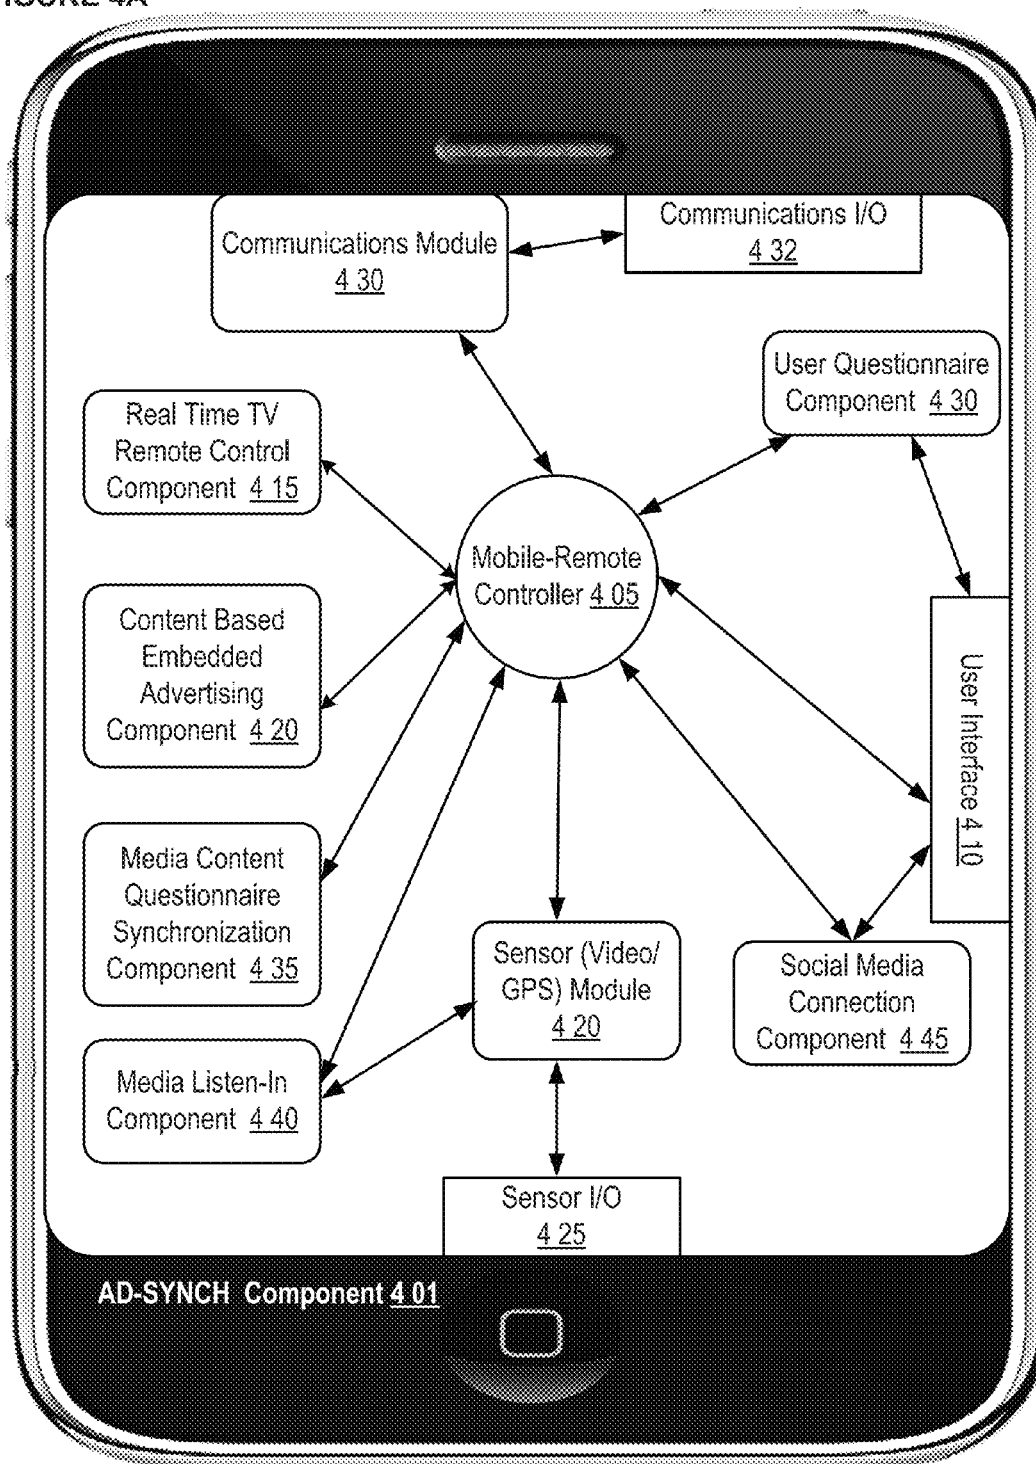 FIGURE 4A
Communications Module
4 30
Communications I/O
4 32
User Questionnaire
Component 4 30
Real Time TV
Remote Control
Component 4 15
Mobile-Remote
Controller 4 05
Content Based
Embedded
Advertising
Component 4 20
User Interface 4 10
Media Content
Questionnaire
Synchronization
Component 4 35
Sensor (Video/
GPS) Module
4 20
Social Media
Connection
Component 4 45
Media Listen-In
Component 4 40
Sensor I/O
4 25
AD-SYNCH Component 4 01